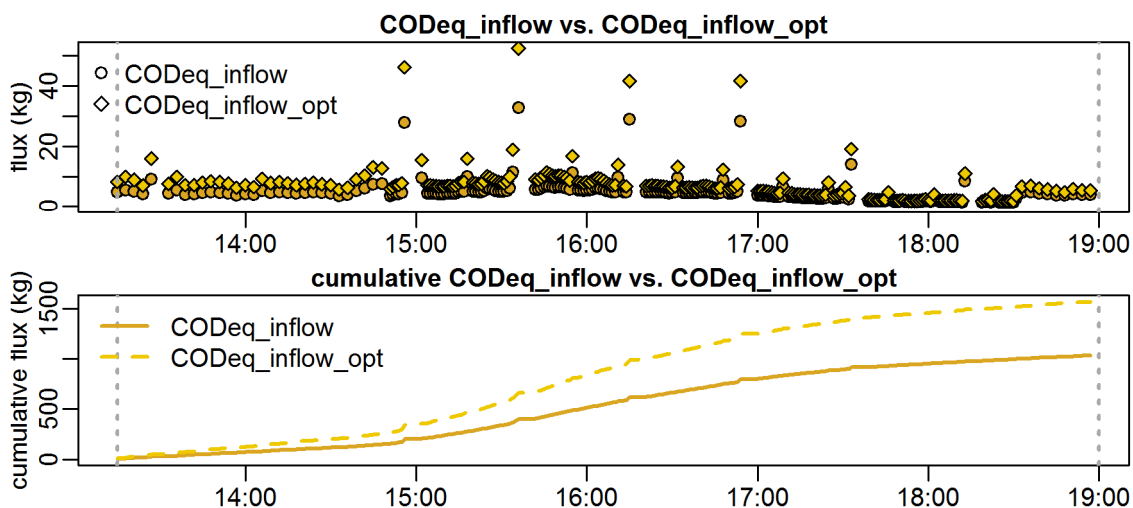 CODeq_inflow vs. CODeq_inflow_opt
flux (kg)
40
20
0
CODeq_inflow
CODeq_inflow_opt
14:00 15:00 16:00 17:00 18:00 19:00
cumulative CODeq_inflow vs. CODeq_inflow_opt
cumulative flux (kg)
1500
500
0
CODeq_inflow
CODeq_inflow_opt
14:00 15:00 16:00 17:00 18:00 19:00